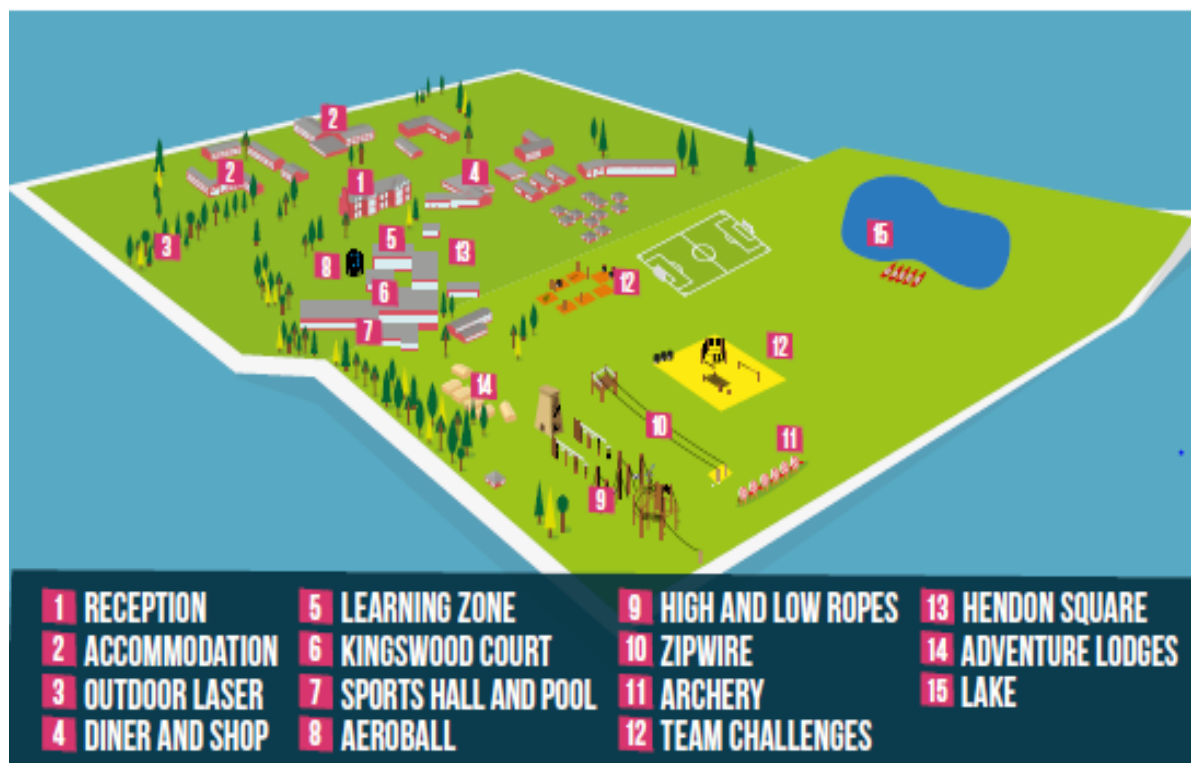 2
2
4
1
3
5
13
8
15
6
12
7
12
14
10
11
9
1 RECEPTION
2 ACCOMMODATION
3 OUTDOOR LASER
4 DINER AND SHOP
5 LEARNING ZONE
6 KINGSWOOD COURT
7 SPORTS HALL AND POOL
8 AEROBALL
9 HIGH AND LOW ROPES
10 ZIPWIRE
11 ARCHERY
12 TEAM CHALLENGES
13 HENDON SQUARE
14 ADVENTURE LODGES
15 LAKE